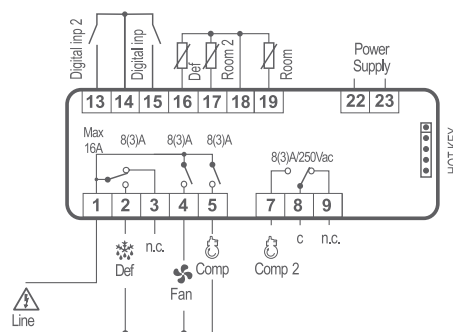 Digital inp 2
Digital inp
Def
Room 2
Room
Power
Supply
13 14 15 16 17 18 19 22 23
Max
16A
8(3)A 8(3)A 8(3)A
8(3)A/250Vac
HOT KEY
1 2 3 4 5 7 8 9
n.c. c n.c.
Def
Fan
Comp
Comp 2
Line